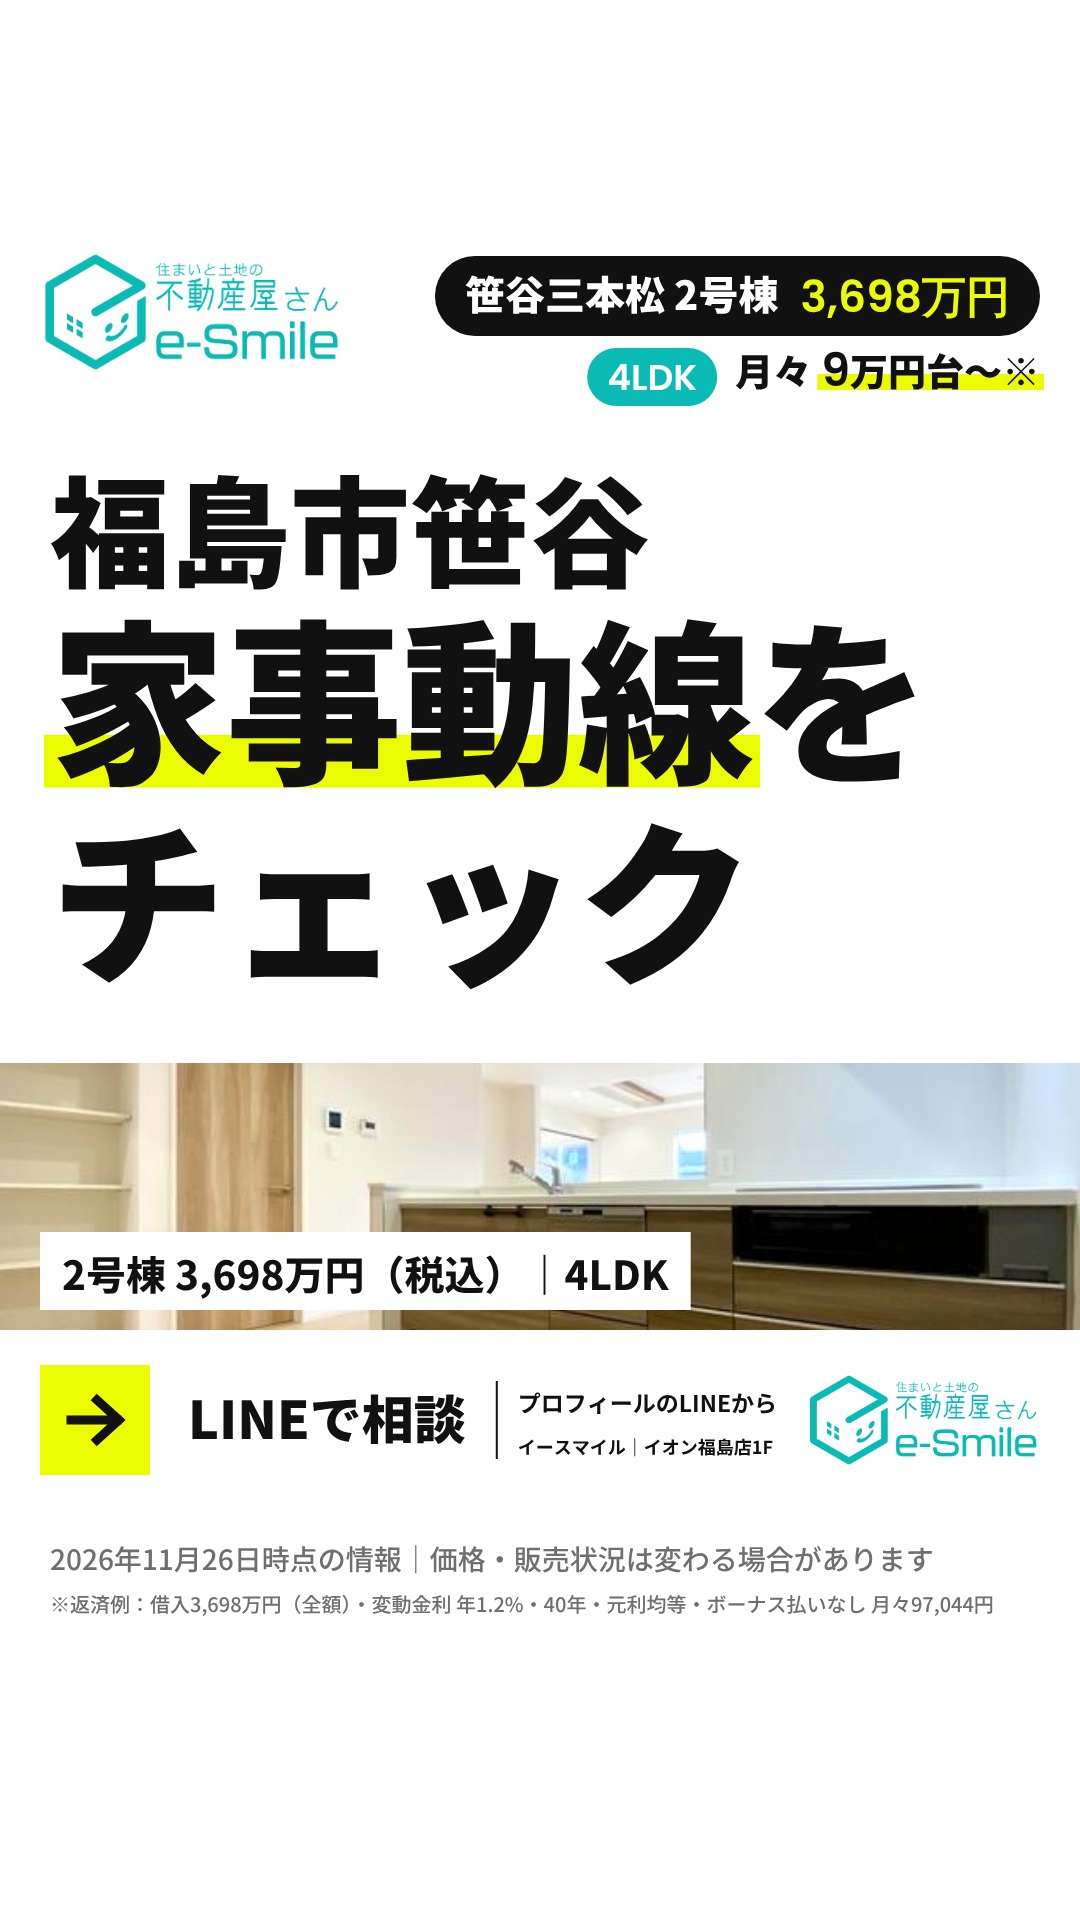 住まいと土地の
不動産屋さん
e-Smile
笹谷三本松 2号棟 3,698万円
4LDK 月々 9万円台〜※
福島市笹谷
家事動線を
チェック
2号棟 3,698万円（税込）｜4LDK
→ LINEで相談
プロフィールのLINEから
イースマイル｜イオン福島店1F
住まいと土地の
不動産屋さん
e-Smile
2026年11月26日時点の情報｜価格・販売状況は変わる場合があります
※返済例：借入3,698万円（全額）・変動金利 年1.2%・40年・元利均等・ボーナス払いなし 月々97,044円